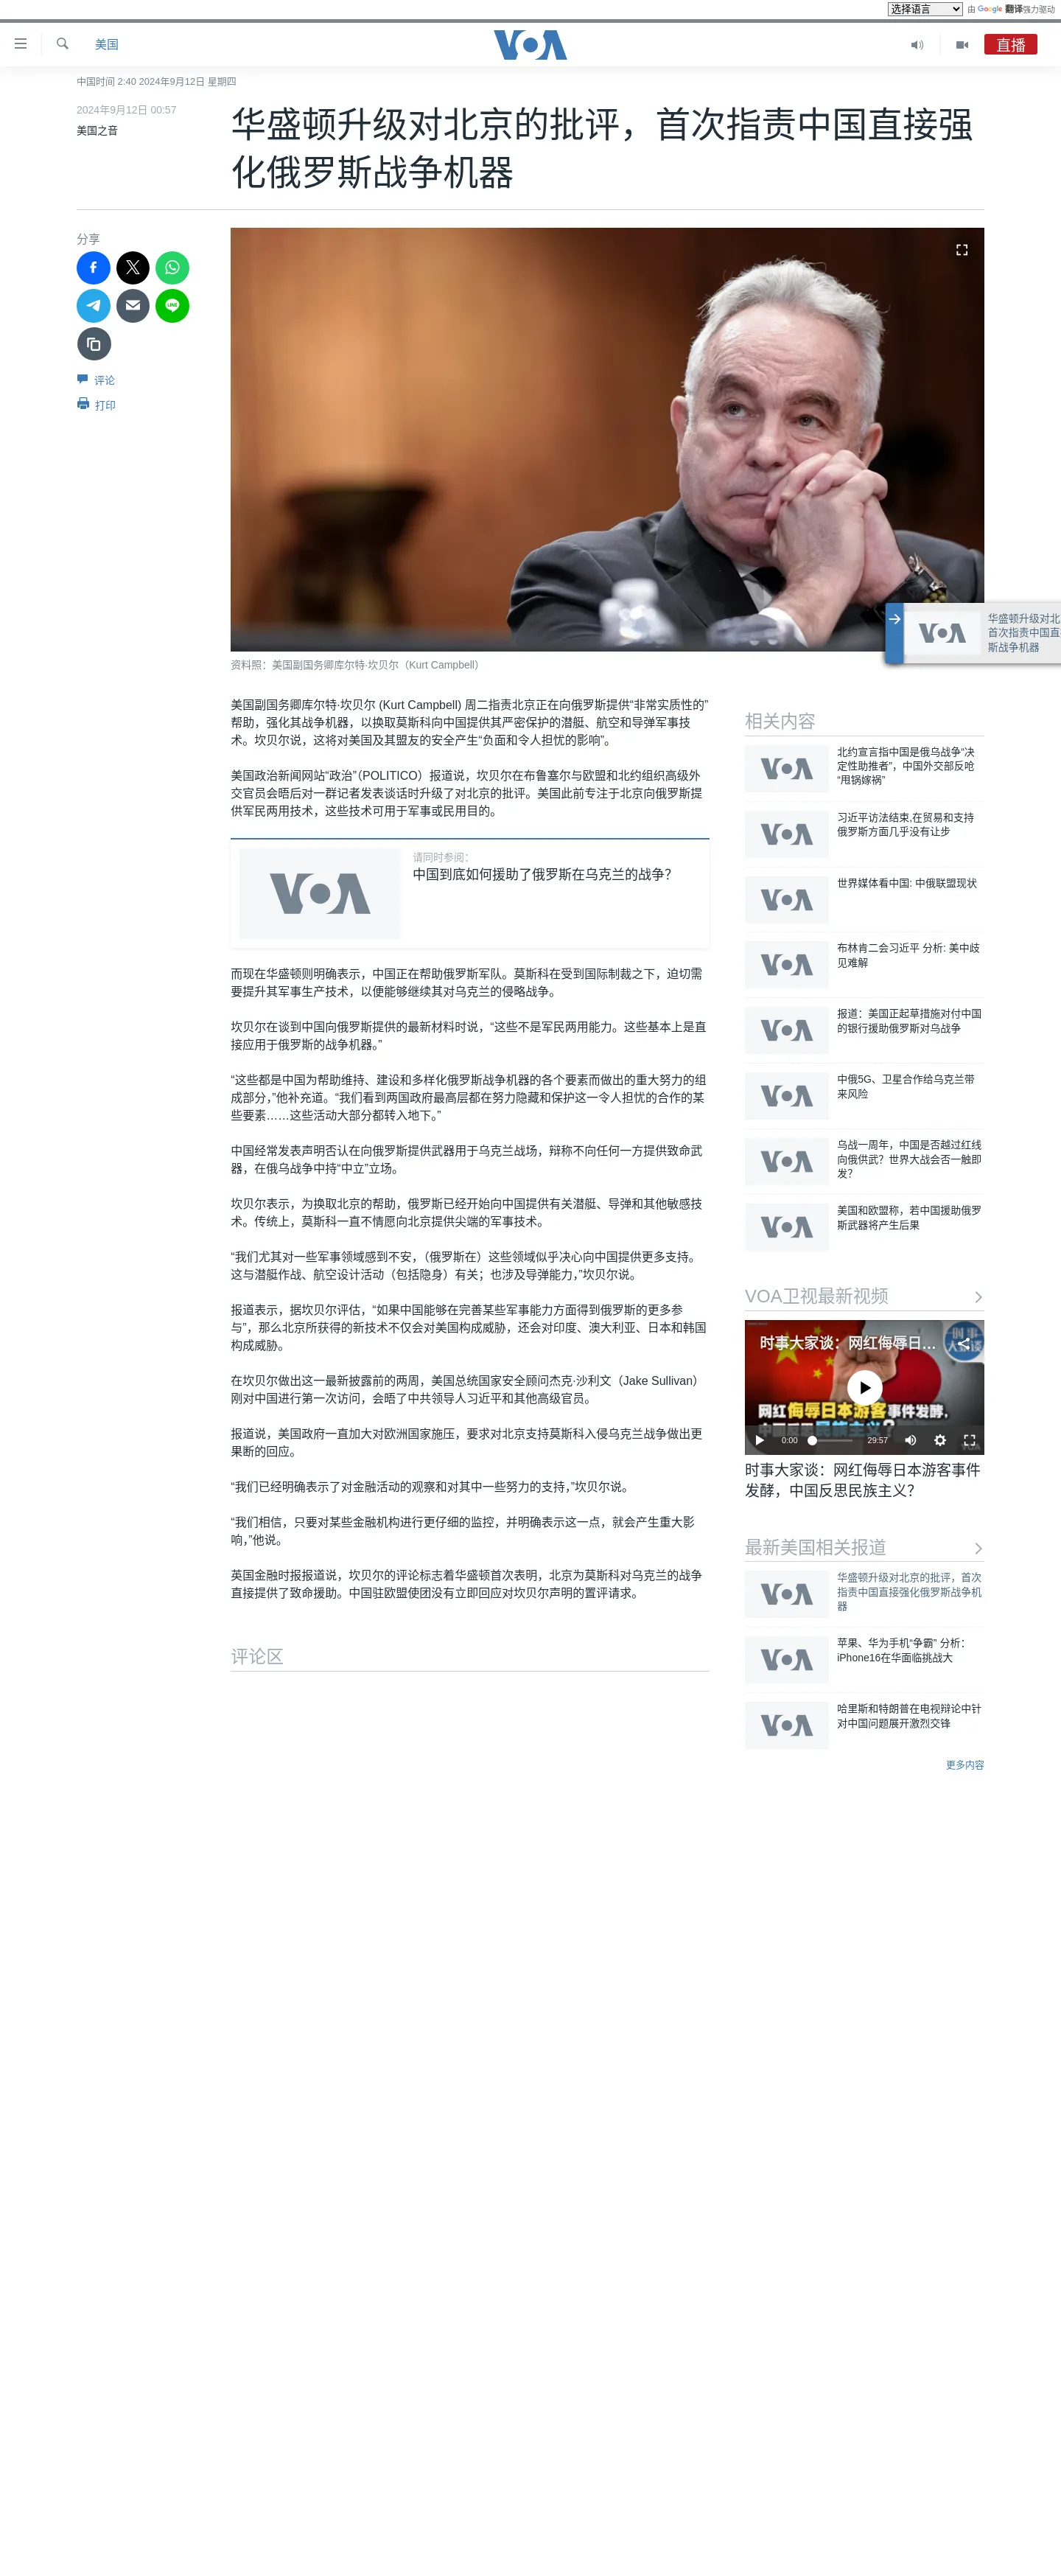 选择语言
由 Google 翻译强力驱动
美国
VOA
直播
中国时间 2:40 2024年9月12日 星期四
2024年9月12日 00:57
美国之音
华盛顿升级对北京的批评，首次指责中国直接强
化俄罗斯战争机器
分享
LINE
评论
打印
资料照：美国副国务卿库尔特·坎贝尔（Kurt Campbell）
VOA
华盛顿升级对北
首次指责中国直
斯战争机器
美国副国务卿库尔特·坎贝尔 (Kurt Campbell) 周二指责北京正在向俄罗斯提供“非常实质性的”
帮助，强化其战争机器，以换取莫斯科向中国提供其严密保护的潜艇、航空和导弹军事技
术。坎贝尔说，这将对美国及其盟友的安全产生“负面和令人担忧的影响”。
美国政治新闻网站“政治”（POLITICO）报道说，坎贝尔在布鲁塞尔与欧盟和北约组织高级外
交官员会晤后对一群记者发表谈话时升级了对北京的批评。美国此前专注于北京向俄罗斯提
供军民两用技术，这些技术可用于军事或民用目的。
VOA
请同时参阅：
中国到底如何援助了俄罗斯在乌克兰的战争？
而现在华盛顿则明确表示，中国正在帮助俄罗斯军队。莫斯科在受到国际制裁之下，迫切需
要提升其军事生产技术，以便能够继续其对乌克兰的侵略战争。
坎贝尔在谈到中国向俄罗斯提供的最新材料时说，“这些不是军民两用能力。这些基本上是直
接应用于俄罗斯的战争机器。”
“这些都是中国为帮助维持、建设和多样化俄罗斯战争机器的各个要素而做出的重大努力的组
成部分，”他补充道。“我们看到两国政府最高层都在努力隐藏和保护这一令人担忧的合作的某
些要素……这些活动大部分都转入地下。”
中国经常发表声明否认在向俄罗斯提供武器用于乌克兰战场，辩称不向任何一方提供致命武
器，在俄乌战争中持“中立”立场。
坎贝尔表示，为换取北京的帮助，俄罗斯已经开始向中国提供有关潜艇、导弹和其他敏感技
术。传统上，莫斯科一直不情愿向北京提供尖端的军事技术。
“我们尤其对一些军事领域感到不安，（俄罗斯在）这些领域似乎决心向中国提供更多支持。
这与潜艇作战、航空设计活动（包括隐身）有关；也涉及导弹能力，”坎贝尔说。
报道表示，据坎贝尔评估，“如果中国能够在完善某些军事能力方面得到俄罗斯的更多参
与”，那么北京所获得的新技术不仅会对美国构成威胁，还会对印度、澳大利亚、日本和韩国
构成威胁。
在坎贝尔做出这一最新披露前的两周，美国总统国家安全顾问杰克·沙利文（Jake Sullivan）
刚对中国进行第一次访问，会晤了中共领导人习近平和其他高级官员。
报道说，美国政府一直加大对欧洲国家施压，要求对北京支持莫斯科入侵乌克兰战争做出更
果断的回应。
“我们已经明确表示了对金融活动的观察和对其中一些努力的支持，”坎贝尔说。
“我们相信，只要对某些金融机构进行更仔细的监控，并明确表示这一点，就会产生重大影
响，”他说。
英国金融时报报道说，坎贝尔的评论标志着华盛顿首次表明，北京为莫斯科对乌克兰的战争
直接提供了致命援助。中国驻欧盟使团没有立即回应对坎贝尔声明的置评请求。
评论区
相关内容
VOA
北约宣言指中国是俄乌战争“决
定性助推者”，中国外交部反呛
“甩锅嫁祸”
VOA
习近平访法结束,在贸易和支持
俄罗斯方面几乎没有让步
VOA
世界媒体看中国: 中俄联盟现状
VOA
布林肯二会习近平 分析: 美中歧
见难解
VOA
报道：美国正起草措施对付中国
的银行援助俄罗斯对乌战争
VOA
中俄5G、卫星合作给乌克兰带
来风险
VOA
乌战一周年，中国是否越过红线
向俄供武？世界大战会否一触即
发？
VOA
美国和欧盟称，若中国援助俄罗
斯武器将产生后果
VOA卫视最新视频
时事大家谈：网红侮辱日…
时事
大家谈
网红侮辱日本游客事件发酵，
中国反思民族主义？
0:00
29:57
VOA
时事大家谈：网红侮辱日本游客事件
发酵，中国反思民族主义？
最新美国相关报道
VOA
华盛顿升级对北京的批评，首次
指责中国直接强化俄罗斯战争机
器
VOA
苹果、华为手机“争霸” 分析：
iPhone16在华面临挑战大
VOA
哈里斯和特朗普在电视辩论中针
对中国问题展开激烈交锋
更多内容